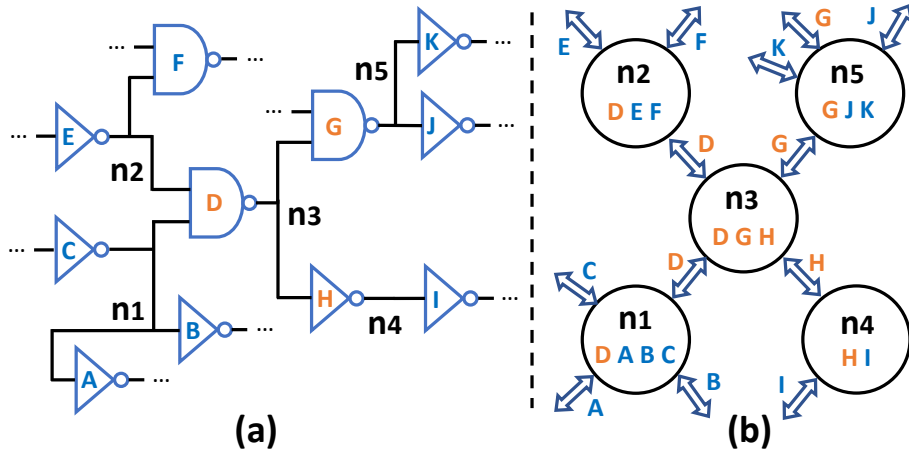 ... F ...
... E
n2
... C
n1
A ...
B ...
D
n3
... G
n5
K ...
J ...
H
n4
I ...
(a)
E
F
n2
D E F
D
K
G
J
n5
G J K
G
n3
D G H
D
H
C
n1
D A B C
A
B
n4
H I
I
(b)